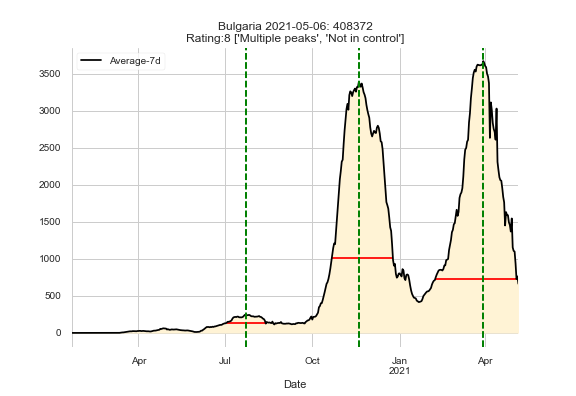 Bulgaria 2021-05-06: 408372
Rating:8 ['Multiple peaks', 'Not in control']
Average-7d
3500
3000
2500
2000
1500
1000
500
0
Apr
Jul
Oct
Jan
2021
Apr
Date